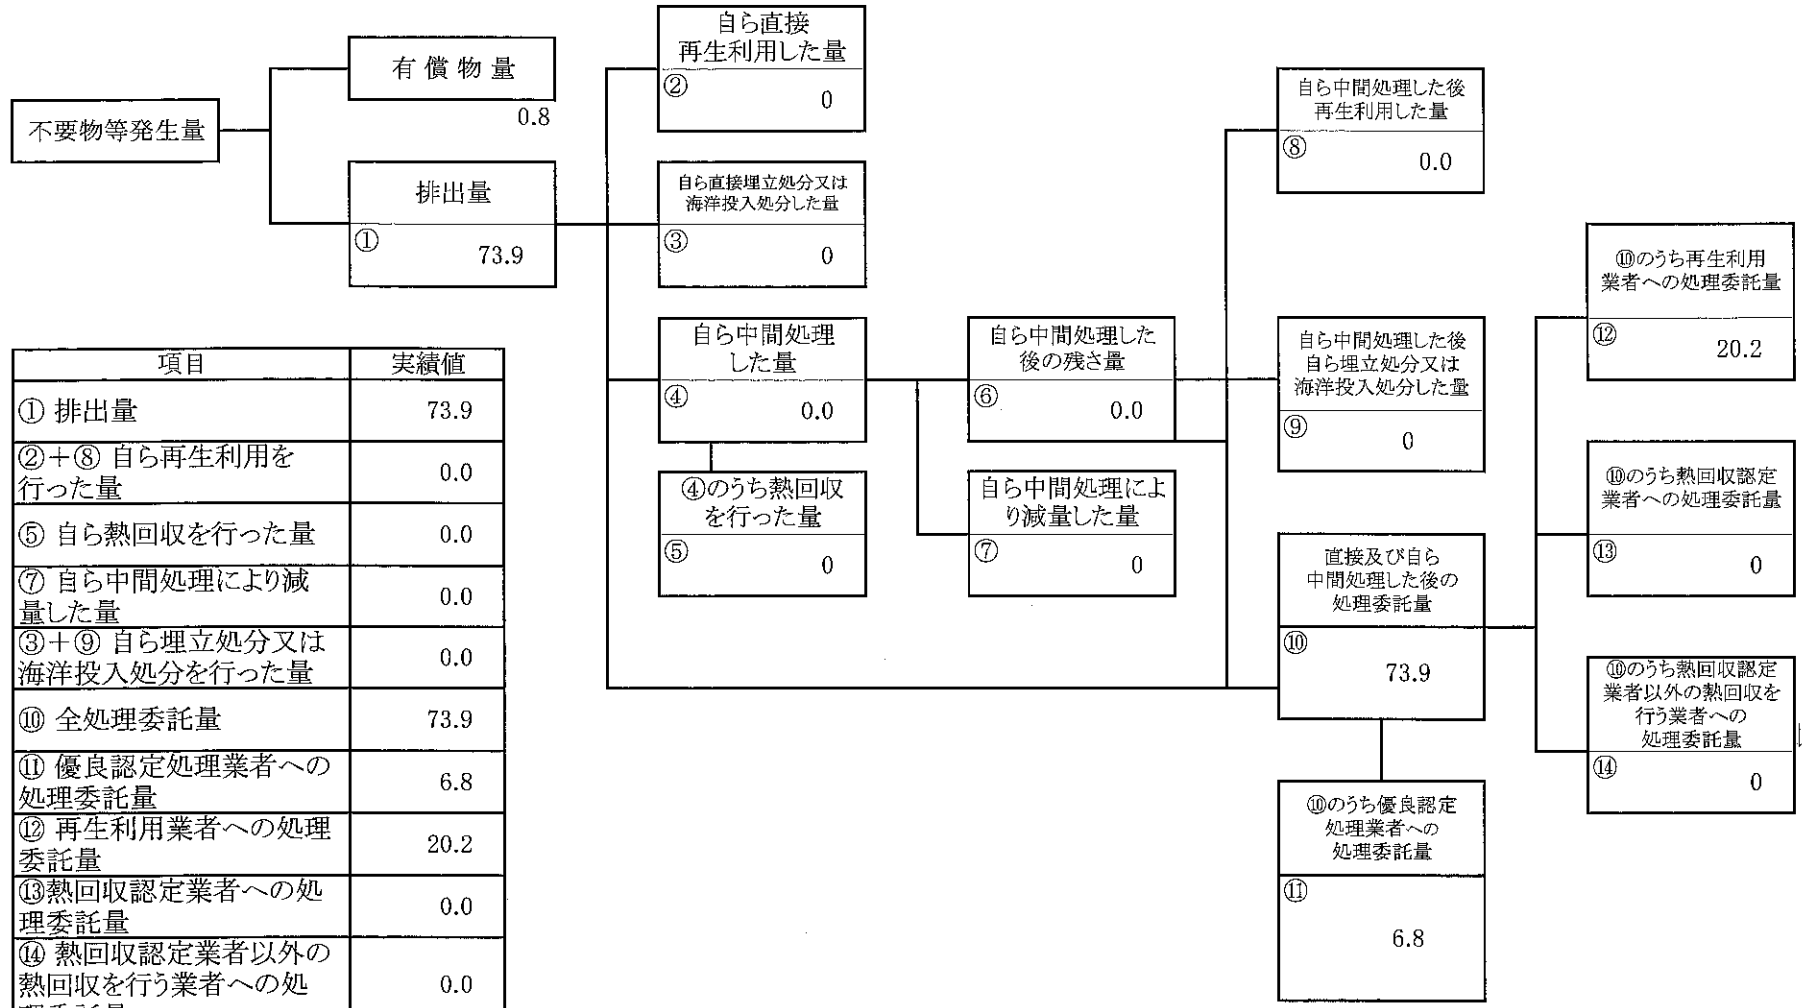 不要物等発生量
有 償 物 量
0.8
排出量
① 73.9
自ら直接
再生利用した量
② 0
自ら直接埋立処分又は
海洋投入処分した量
③ 0
自ら中間処理
した量
④ 0.0
④のうち熱回収
を行った量
⑤ 0
自ら中間処理した
後の残さ量
⑥ 0.0
自ら中間処理によ
り減量した量
⑦ 0
自ら中間処理した後
再生利用した量
⑧ 0.0
自ら中間処理した後
自ら埋立処分又は
海洋投入処分した量
⑨ 0
直接及び自ら
中間処理した後の
処理委託量
⑩ 73.9
⑩のうち優良認定
処理業者への
処理委託量
⑪ 6.8
⑩のうち再生利用
業者への処理委託量
⑫ 20.2
⑩のうち熱回収認定
業者への処理委託量
⑬ 0
⑩のうち熱回収認定
業者以外の熱回収を
行う業者への
処理委託量
⑭ 0
項目 実績値
① 排出量 73.9
②+⑧ 自ら再生利用を
行った量 0.0
⑤ 自ら熱回収を行った量 0.0
⑦ 自ら中間処理により減
量した量 0.0
③+⑨ 自ら埋立処分又は
海洋投入処分を行った量 0.0
⑩ 全処理委託量 73.9
⑪ 優良認定処理業者への
処理委託量 6.8
⑫ 再生利用業者への処理
委託量 20.2
⑬熱回収認定業者への処
理委託量 0.0
⑭ 熱回収認定業者以外の
熱回収を行う業者への処 0.0